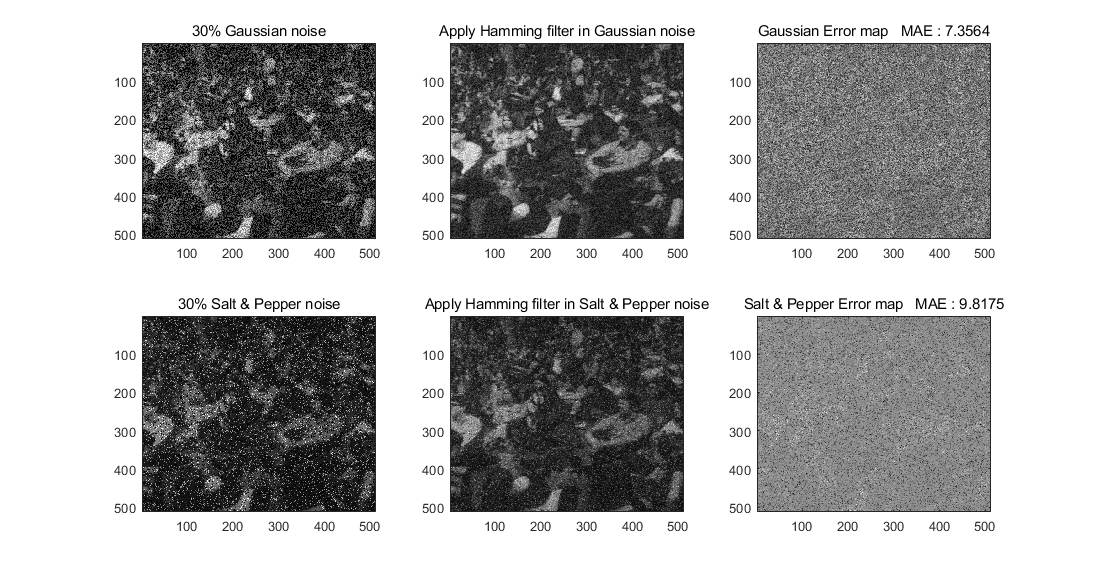 30% Gaussian noise
Apply Hamming filter in Gaussian noise
Gaussian Error map MAE : 7.3564
100
200
300
400
500
100 200 300 400 500
100
200
300
400
500
100 200 300 400 500
100
200
300
400
500
100 200 300 400 500
30% Salt & Pepper noise
Apply Hamming filter in Salt & Pepper noise
Salt & Pepper Error map MAE : 9.8175
100
200
300
400
500
100 200 300 400 500
100
200
300
400
500
100 200 300 400 500
100
200
300
400
500
100 200 300 400 500